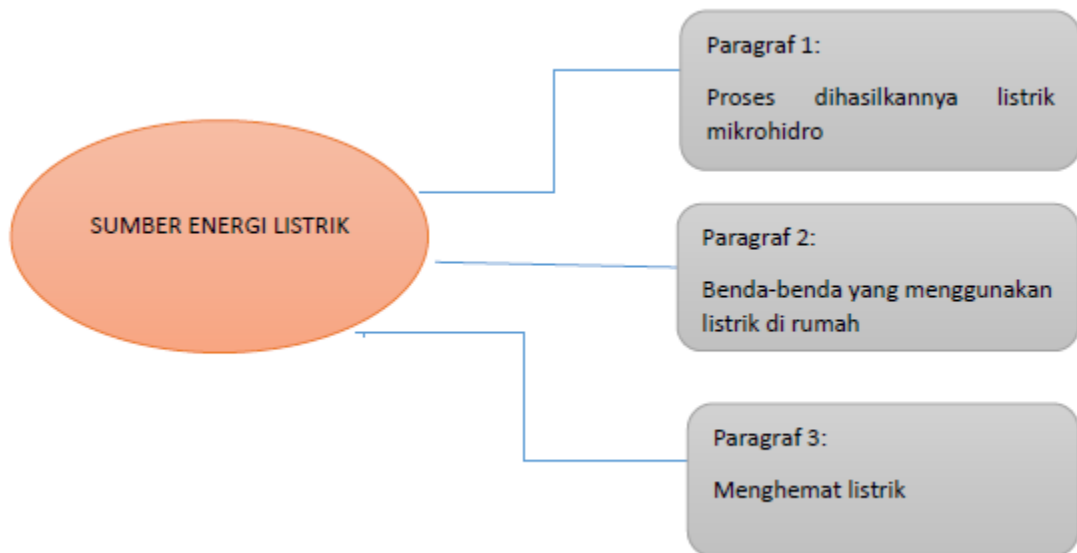 SUMBER ENERGI LISTRIK
Paragraf 1:
Proses dihasilkannya listrik
mikrohidro
Paragraf 2:
Benda-benda yang menggunakan
listrik di rumah
Paragraf 3:
Menghemat listrik